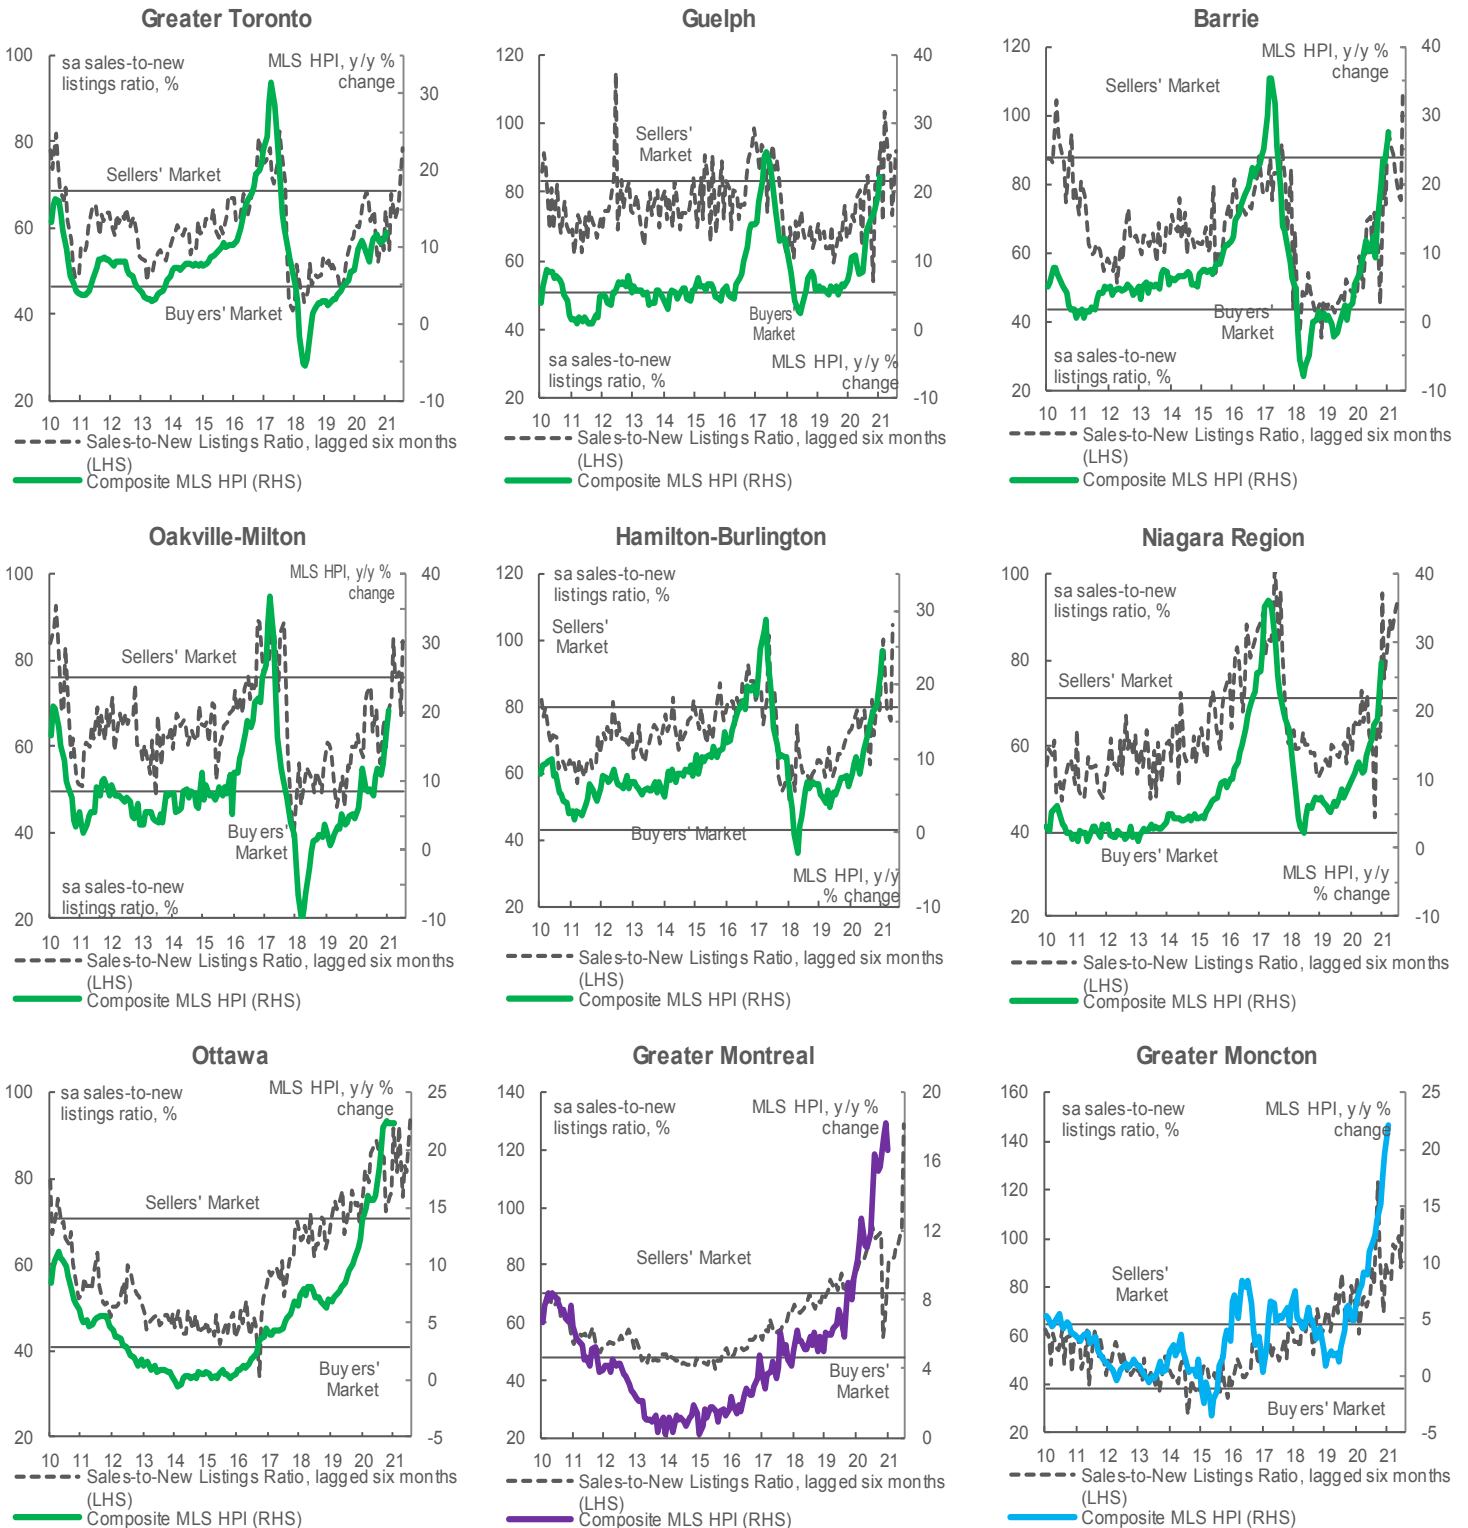 Greater Toronto
100
80
60
40
20
sa sales-to-new
listings ratio, %
MLS HPI, y/y %
change
30
20
10
0
-10
Sellers' Market
Buyers' Market
10 11 12 13 14 15 16 17 18 19 20 21
Sales-to-New Listings Ratio, lagged six months
(LHS)
Composite MLS HPI (RHS)
Guelph
120
100
80
60
40
20
40
30
20
10
0
-10
Sellers'
Market
Buyers'
Market
sa sales-to-new
listings ratio, %
MLS HPI, y/y %
change
10 11 12 13 14 15 16 17 18 19 20 21
Sales-to-New Listings Ratio, lagged six months
(LHS)
Composite MLS HPI (RHS)
Barrie
120
100
80
60
40
20
MLS HPI, y/y %
change
40
30
20
10
0
-10
Sellers' Market
Buyers'
Market
sa sales-to-new
listings ratio, %
10 11 12 13 14 15 16 17 18 19 20 21
Sales-to-New Listings Ratio, lagged six months
(LHS)
Composite MLS HPI (RHS)
Oakville-Milton
100
80
60
40
20
MLS HPI, y/y %
change
40
30
20
10
0
-10
Sellers' Market
Buyers'
Market
sa sales-to-new
listings ratio, %
10 11 12 13 14 15 16 17 18 19 20 21
Sales-to-New Listings Ratio, lagged six months
(LHS)
Composite MLS HPI (RHS)
Hamilton-Burlington
120
100
80
60
40
20
sa sales-to-new
listings ratio, %
30
20
10
0
-10
Sellers'
Market
Buyers' Market
MLS HPI, y/y
% change
10 11 12 13 14 15 16 17 18 19 20 21
Sales-to-New Listings Ratio, lagged six months
(LHS)
Composite MLS HPI (RHS)
Niagara Region
100
80
60
40
20
sa sales-to-new
listings ratio, %
40
30
20
10
0
-10
Sellers' Market
Buyers' Market
MLS HPI, y/y
% change
10 11 12 13 14 15 16 17 18 19 20 21
Sales-to-New Listings Ratio, lagged six months
(LHS)
Composite MLS HPI (RHS)
Ottawa
100
80
60
40
20
sa sales-to-new
listings ratio, %
MLS HPI, y/y %
change
25
20
15
10
5
0
-5
Sellers' Market
Buyers'
Market
10 11 12 13 14 15 16 17 18 19 20 21
Sales-to-New Listings Ratio, lagged six months
(LHS)
Composite MLS HPI (RHS)
Greater Montreal
140
130
120
110
100
90
80
70
60
50
40
30
20
sa sales-to-new
listings ratio, %
MLS HPI, y/y %
change
20
16
12
8
4
0
Sellers' Market
Buyers'
Market
10 11 12 13 14 15 16 17 18 19 20 21
Sales-to-New Listings Ratio, lagged six months
(LHS)
Composite MLS HPI (RHS)
Greater Moncton
160
140
120
100
80
60
40
20
sa sales-to-new
listings ratio, %
MLS HPI, y/y %
change
25
20
15
10
5
0
-5
Sellers'
Market
Buyers' Market
10 11 12 13 14 15 16 17 18 19 20 21
Sales-to-New Listings Ratio, lagged six months
(LHS)
Composite MLS HPI (RHS)